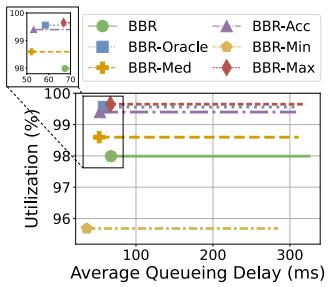 100
99
98
52 60 70
BBR BBR-Acc
BBR-Oracle BBR-Min
BBR-Med BBR-Max
100
99
98
97
96
Utilization (%)
100 200 300
Average Queueing Delay (ms)